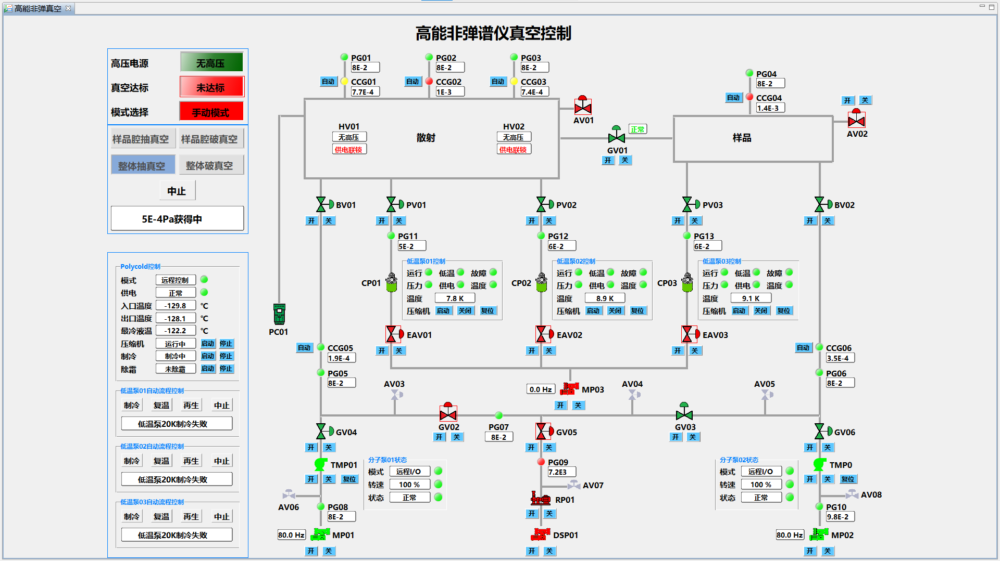 高能非弹真空
高能非弹谱仪真空控制
高压电源 无高压
真空达标 未达标
模式选择 手动模式
样品腔抽真空 样品腔破真空
整体抽真空 整体破真空
中止
5E-4Pa获得中
Polycold控制
模式 远程控制
供电 正常
入口温度 -129.8 ℃
出口温度 -128.1 ℃
最冷液温 -122.2 ℃
压缩机 运行中 启动 停止
制冷 制冷中 启动 停止
除霜 未除霜 启动 停止
低温泵01自动流程控制
制冷 复温 再生 中止
低温泵20K制冷失败
低温泵02自动流程控制
制冷 复温 再生 中止
低温泵20K制冷失败
低温泵03自动流程控制
制冷 复温 再生 中止
低温泵20K制冷失败
PG01
8E-2
自动 CCG01
7.7E-4
PG02
8E-2
自动 CCG02
1E-3
PG03
8E-2
自动 CCG03
7.4E-4
PG04
8E-2
自动 CCG04
1.4E-3
HV01
无高压
供电联锁
散射
HV02
无高压
供电联锁
AV01
正常
GV01
开 关
样品
开 关
AV02
BV01
开 关
PV01
开 关
PV02
开 关
PV03
开 关
BV02
开 关
PG11
5E-2
PG12
6E-2
PG13
6E-2
CP01
低温泵01控制
运行 低温 故障
压力 供电 温度
温度 7.8 K
压缩机 启动 关闭 复位
CP02
低温泵02控制
运行 低温 故障
压力 供电 温度
温度 8.9 K
压缩机 启动 关闭 复位
CP03
低温泵03控制
运行 低温 故障
压力 供电 温度
温度 9.1 K
压缩机 启动 关闭 复位
PC01
EAV01
开 关
EAV02
开 关
EAV03
开 关
自动 CCG05
1.9E-4
PG05
8E-2
自动 CCG06
3.5E-4
PG06
8E-2
AV03
0.0 Hz MP03
开 关
AV04
AV05
GV02
开 关
PG07
8E-2
GV03
开 关
GV04
开 关
GV05
开 关
GV06
开 关
TMP01
开 关 复位
分子泵01状态
模式 远程I/O
转速 100 %
状态 正常
PG09
7.2E3
AV07
RP01
开 关
分子泵02状态
模式 远程I/O
转速 100 %
状态 正常
TMP0
开 关 复位
AV06
PG08
8E-2
AV08
PG10
9.8E-2
80.0 Hz MP01
开 关
DSP01
开 关
80.0 Hz MP02
开 关